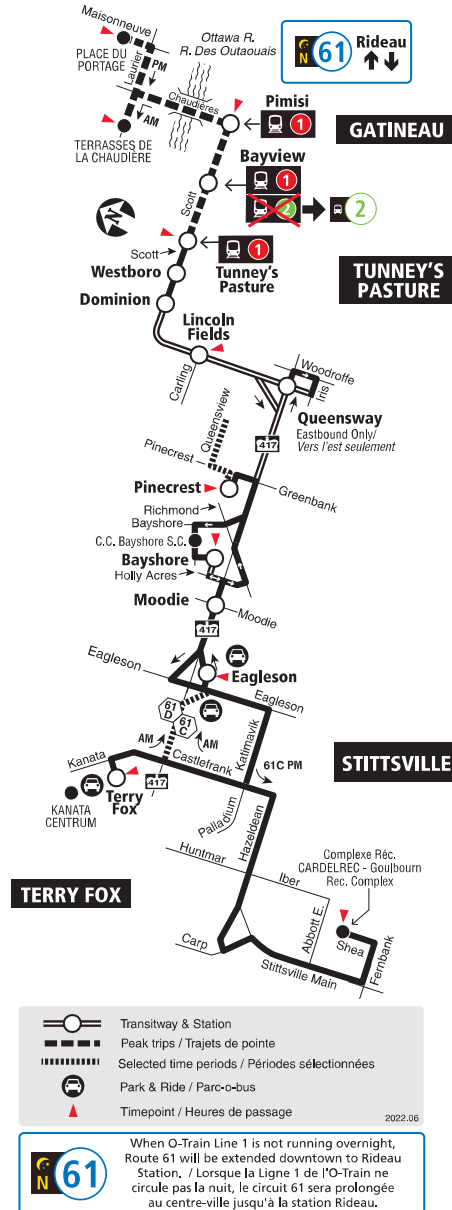 Maisonneuve
Ottawa R.
R. Des Outaouais
N 61 Rideau
PLACE DU
PORTAGE
Laurier
PM
Chaudières
AM
Pimisi
1
GATINEAU
TERRASSES DE
LA CHAUDIÈRE
Bayview
1
2 2
Scott
N
Scott
1
Tunney's
Pasture
TUNNEY'S
PASTURE
Westboro
Dominion
Lincoln
Fields
Carling
Woodroffe
Iris
Queensway
Eastbound Only/
Vers l'est seulement
417
Queensview
Pinecrest
Pinecrest
Greenbank
Richmond
Bayshore
C.C. Bayshore S.C.
Bayshore
Holly Acres
Moodie
Moodie
417
Eagleson
Eagleson
Eagleson
61
D
61
C
AM
AM
Katimavik
61C PM
STITTSVILLE
Kanata
Castlefrank
417
Terry
Fox
KANATA
CENTRUM
Palladium
Hazeldean
Huntmar
Iber
Complexe Réc.
CARDELREC - Goulbourn
Rec. Complex
TERRY FOX
Abbott E.
Shea
Fernbank
Carp
Stittsville Main
Transitway & Station
Peak trips / Trajets de pointe
Selected time periods / Périodes sélectionnées
Park & Ride / Parc-o-bus
Timepoint / Heures de passage
2022.06
N 61
When O-Train Line 1 is not running overnight,
Route 61 will be extended downtown to Rideau
Station. / Lorsque la Ligne 1 de l'O-Train ne
circule pas la nuit, le circuit 61 sera prolongée
au centre-ville jusqu'à la station Rideau.